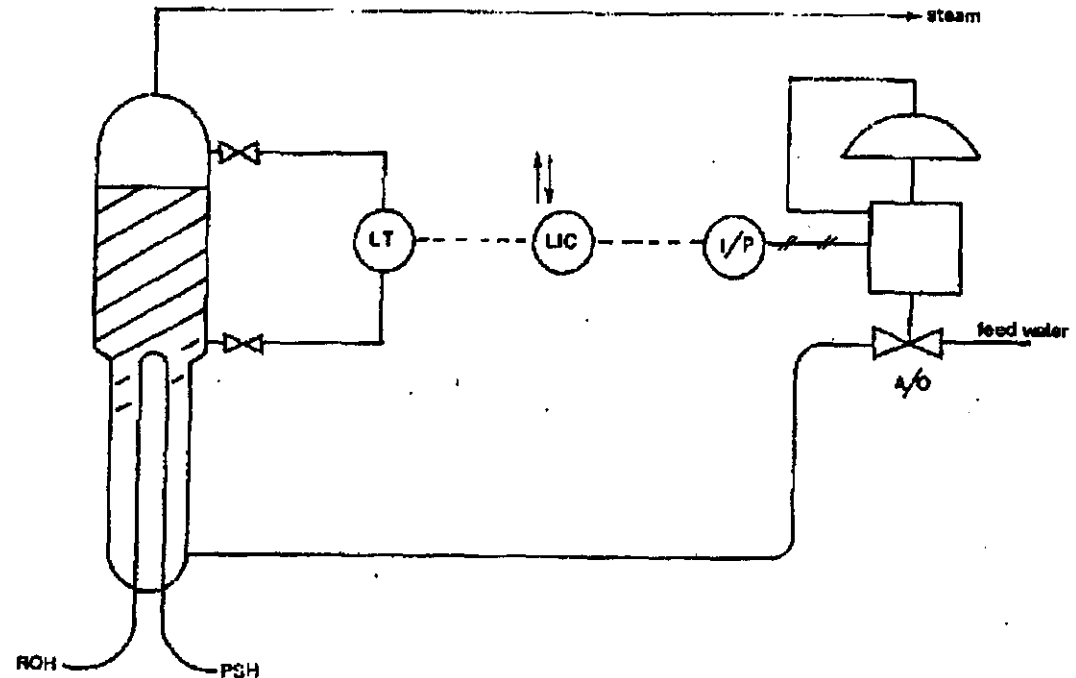 steam
LT
LIC
I/P
feed water
A/O
ROH
PSH